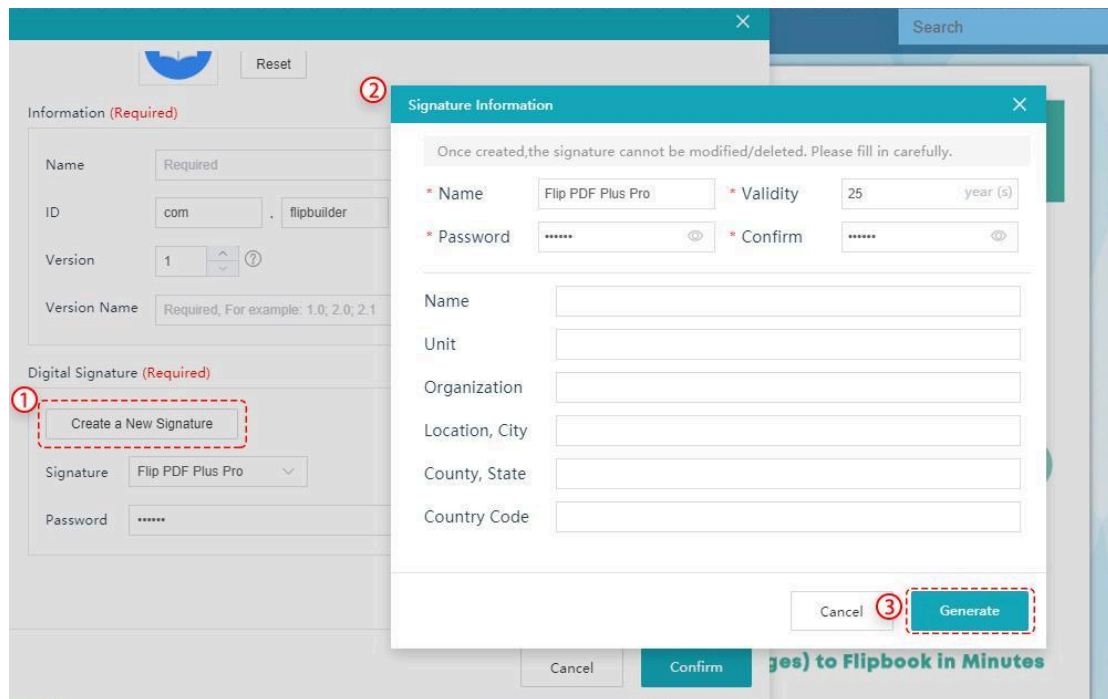 Search
Reset
Information (Required)
Name Required
ID com . flipbuilder
Version 1 ?
Version Name Required, For example: 1.0; 2.0; 2.1
Digital Signature (Required)
① Create a New Signature
Signature Flip PDF Plus Pro
Password ••••••
Cancel Confirm
② Signature Information
Once created,the signature cannot be modified/deleted. Please fill in carefully.
* Name Flip PDF Plus Pro * Validity 25 year (s)
* Password •••••• * Confirm ••••••
Name
Unit
Organization
Location, City
County, State
Country Code
Cancel ③ Generate
to Flipbook in Minutes